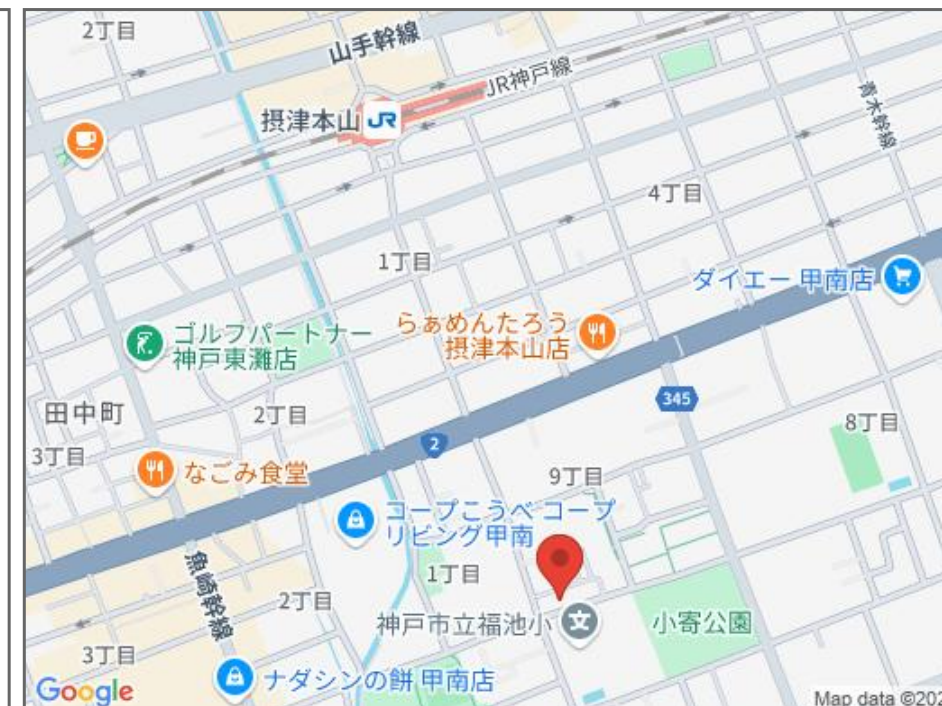 2丁目
山手幹線
JR神戸線
摂津本山
青木幹線
4丁目
1丁目
ダイエー 甲南店
らぁめんたろう
摂津本山店
ゴルフパートナー
神戸東灘店
345
田中町
2丁目
8丁目
2
3丁目
なごみ食堂
9丁目
コープこうべ コープ
リビング甲南
魚崎幹線
1丁目
2丁目
神戸市立福池小
文
小寄公園
3丁目
ナダシンの餅 甲南店
Google
Map data ©202